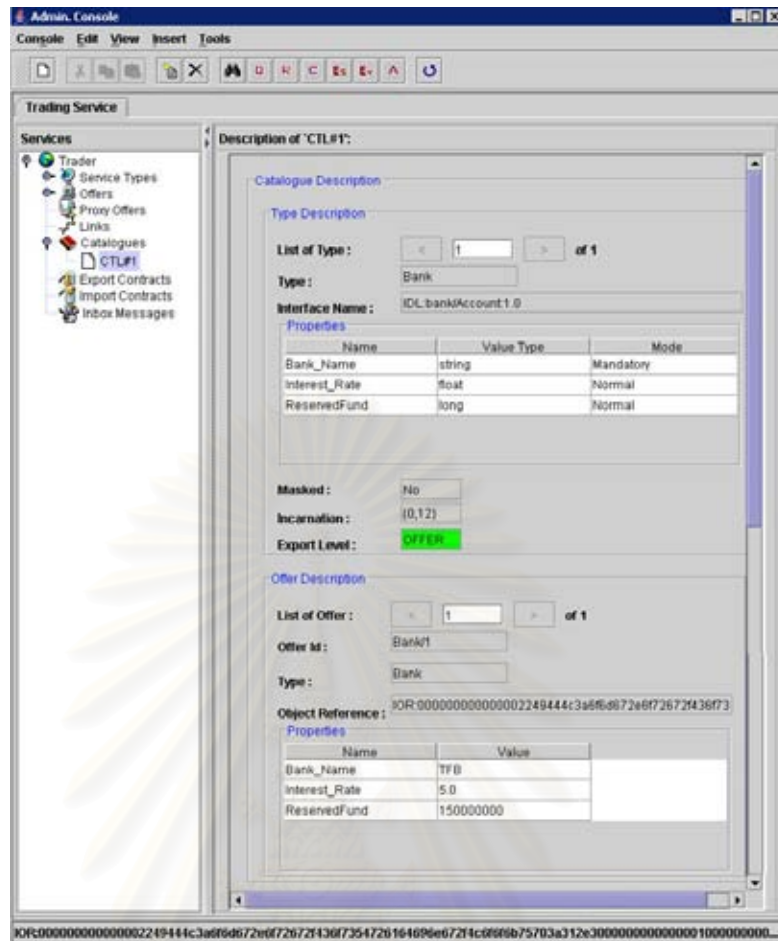 Admin. Console
Console Edit View Insert Tools
Trading Service
Services
Description of 'CTL#1':
Trader
Service Types
Offers
Proxy Offers
Links
Catalogues
CTL#1
Export Contracts
Import Contracts
Inbox Messages
Catalogue Description
Type Description
List of Type : < 1 > of 1
Type : Bank
Interface Name : IDL:bank/Account:1.0
Properties
Name Value Type Mode
Bank_Name string Mandatory
Interest_Rate float Normal
ReservedFund long Normal
Masked : No
Incarnation : {0,12}
Export Level : OFFER
Offer Description
List of Offer : < 1 > of 1
Offer Id : Bank/1
Type : Bank
Object Reference :
Properties
Name Value
Bank_Name TFB
Interest_Rate 5.0
ReservedFund 150000000